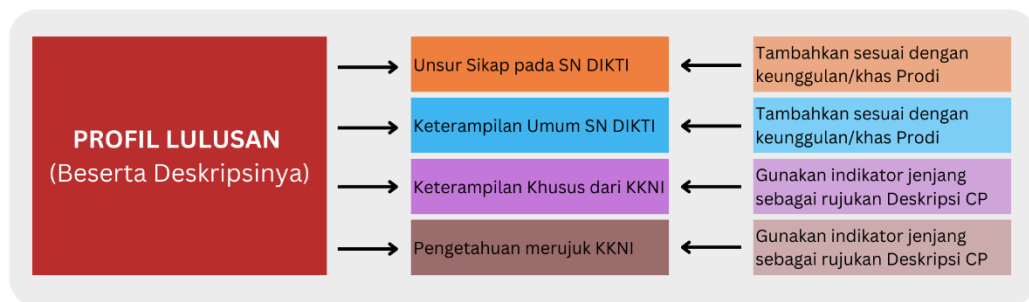 PROFIL LULUSAN
(Beserta Deskripsinya)
Unsur Sikap pada SN DIKTI
Tambahkan sesuai dengan
keunggulan/khas Prodi
Keterampilan Umum SN DIKTI
Tambahkan sesuai dengan
keunggulan/khas Prodi
Keterampilan Khusus dari KKNI
Gunakan indikator jenjang
sebagai rujukan Deskripsi CP
Pengetahuan merujuk KKNI
Gunakan indikator jenjang
sebagai rujukan Deskripsi CP